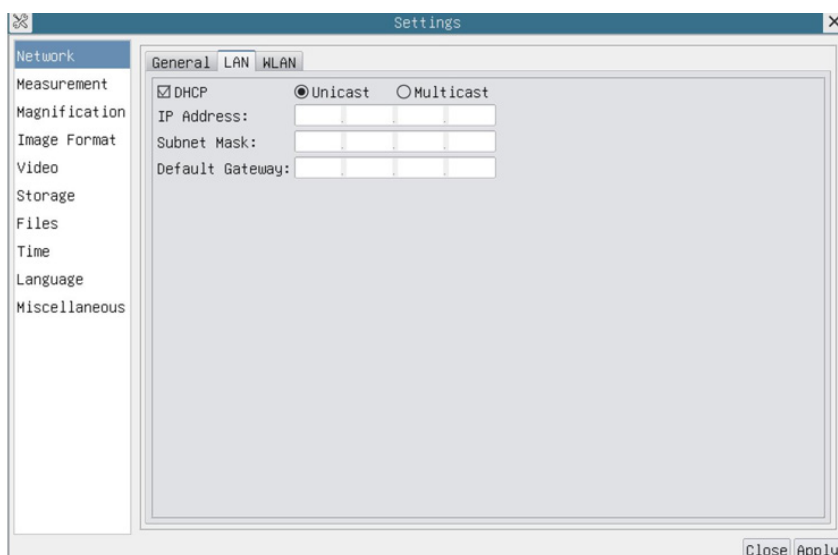 Settings
Network
Measurement
Magnification
Image Format
Video
Storage
Files
Time
Language
Miscellaneous
General LAN WLAN
DHCP Unicast Multicast
IP Address:
Subnet Mask:
Default Gateway:
Close Apply